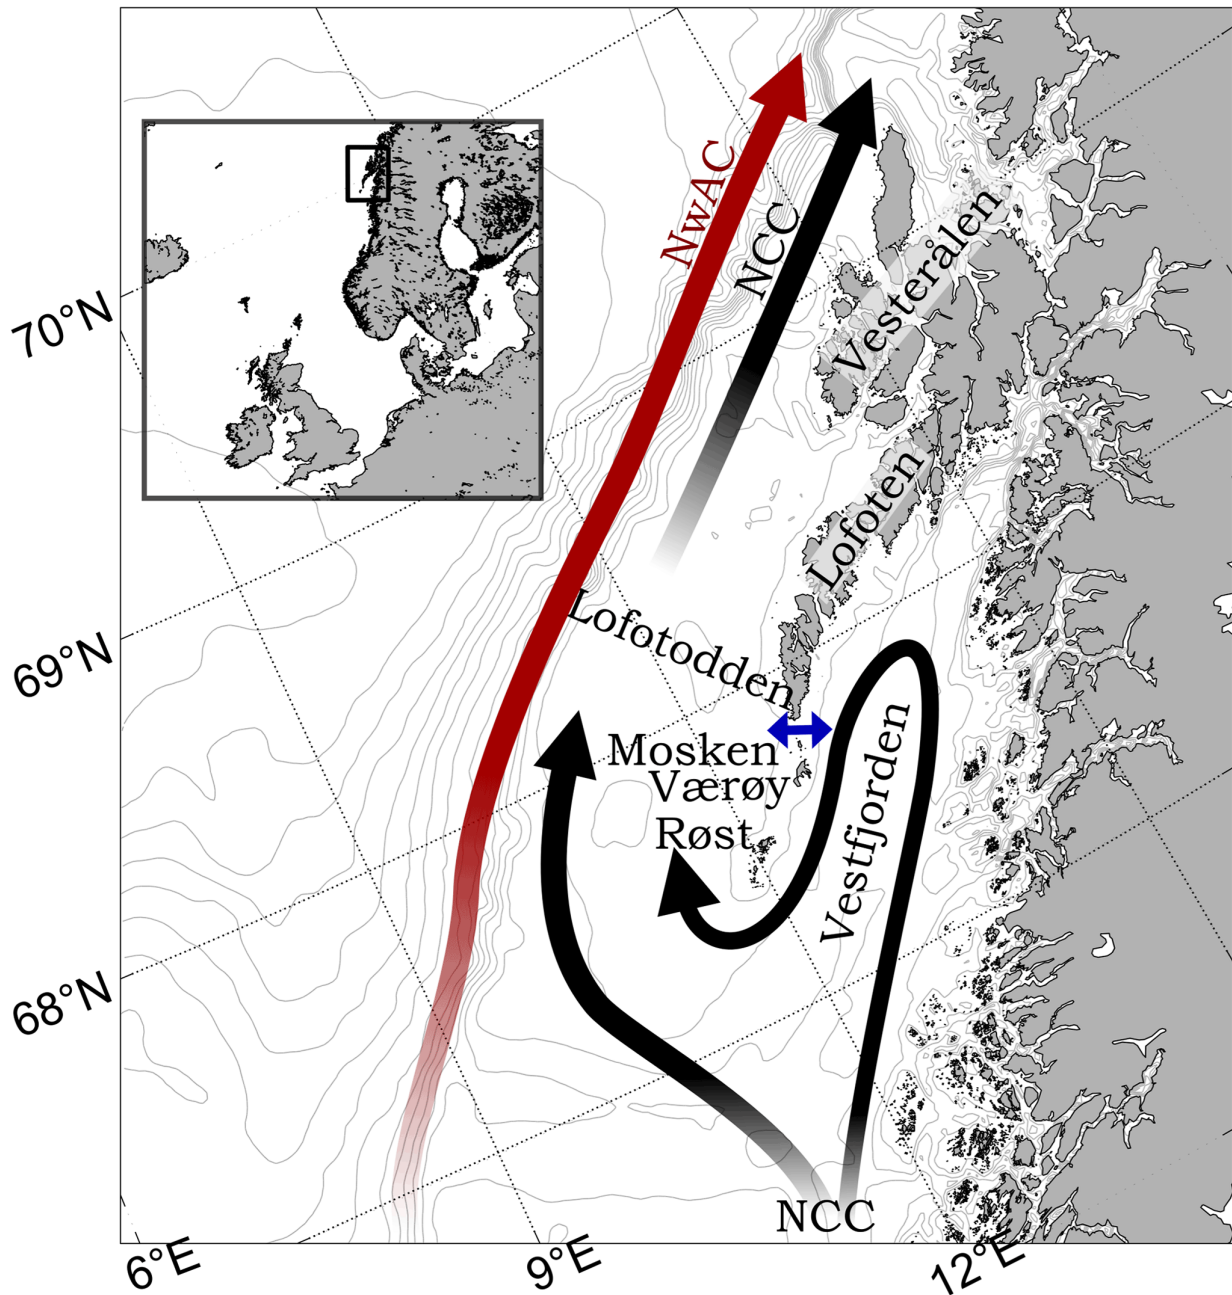 NwAC
NCC
Vesterålen
70°N
Lofoten
Lofotodden
69°N
Mosken
Værøy
Røst
Vestfjorden
68°N
NCC
6°E
9°E
12°E